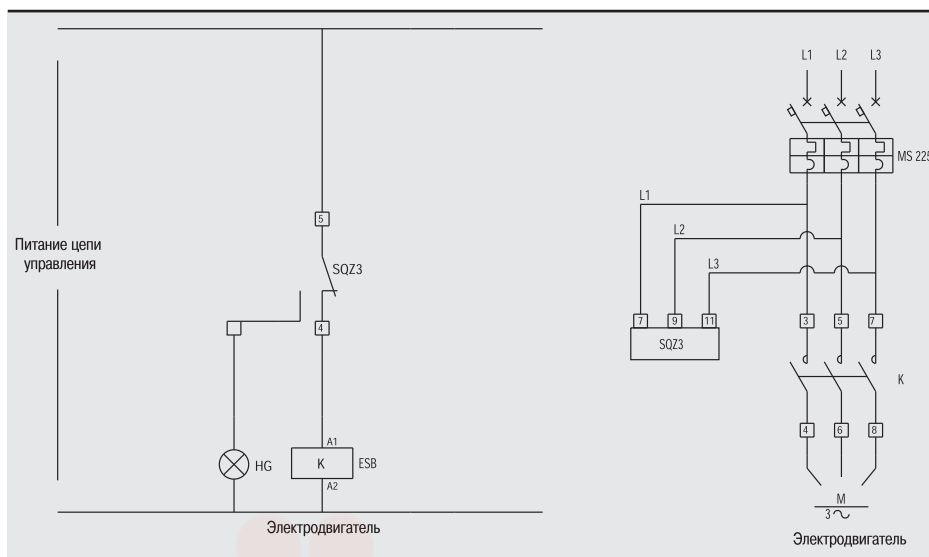 Питание цепи
управления
5
SQZ3
4
HG
A1
K
ESB
A2
Электродвигатель
L1 L2 L3
MS 225
L1
L2
L3
7 9 11
SQZ3
3 5 7
K
4 6 8
M
3
Электродвигатель